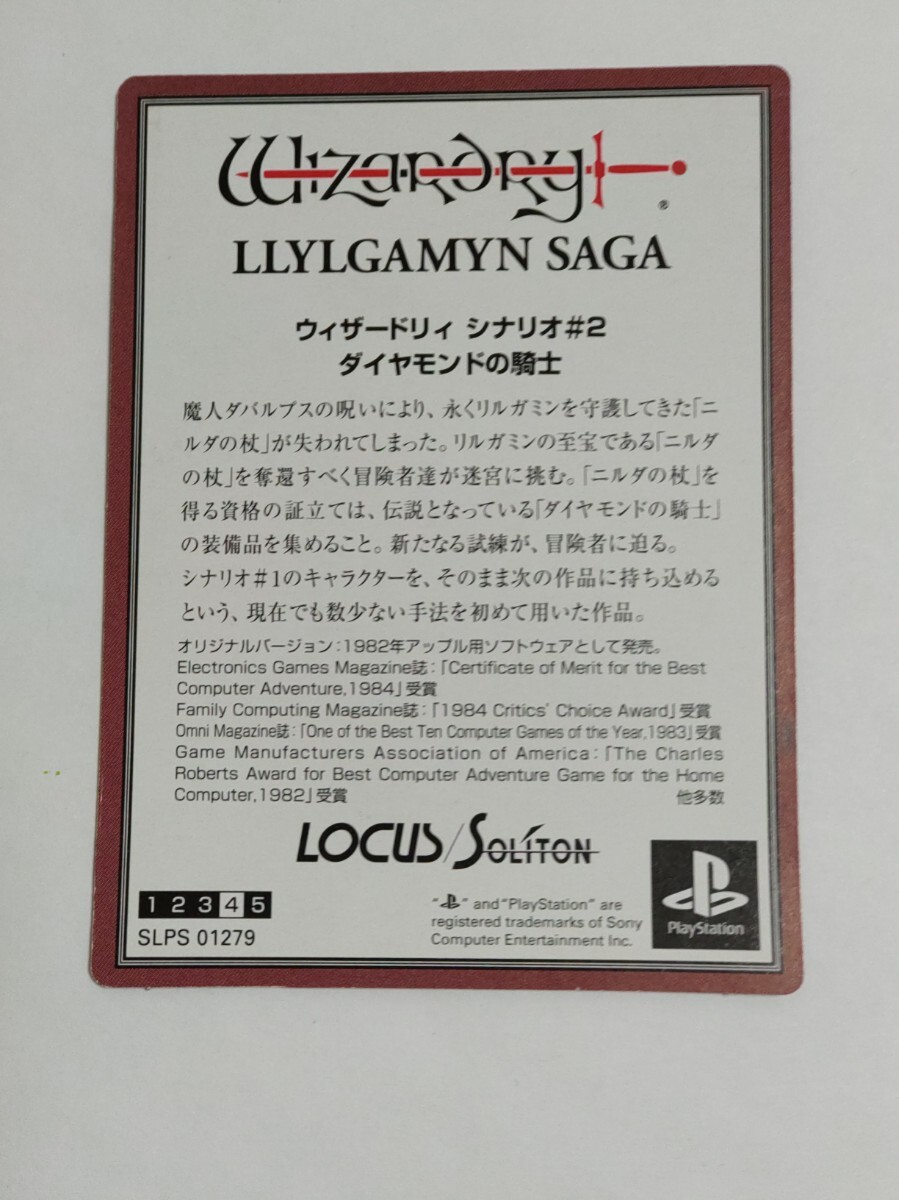 Wizardry®
LLYLGAMYN SAGA
ウィザードリィ シナリオ#2
ダイヤモンドの騎士
魔人ダバルプスの呪いにより、永くリルガミンを守護してきた「ニ
ルダの杖」が失われてしまった。リルガミンの至宝である「ニルダ
の杖」を奪還すべく冒険者達が迷宮に挑む。「ニルダの杖」を
得る資格の証立ては、伝説となっている「ダイヤモンドの騎士」
の装備品を集めること。新たなる試練が、冒険者に迫る。
シナリオ#1のキャラクターを、そのまま次の作品に持ち込める
という、現在でも数少ない手法を初めて用いた作品。
オリジナルバージョン:1982年アップル用ソフトウェアとして発売。
Electronics Games Magazine誌:「Certificate of Merit for the Best
Computer Adventure,1984」受賞
Family Computing Magazine誌:「1984 Critics' Choice Award」受賞
Omni Magazine誌:「One of the Best Ten Computer Games of the Year,1983」受賞
Game Manufacturers Association of America:「The Charles
Roberts Award for Best Computer Adventure Game for the Home
Computer,1982」受賞 他多数
LOCUS/SOLITON
1 2 3 4 5
SLPS 01279
"PS" and "PlayStation" are
registered trademarks of Sony
Computer Entertainment Inc.
PlayStation